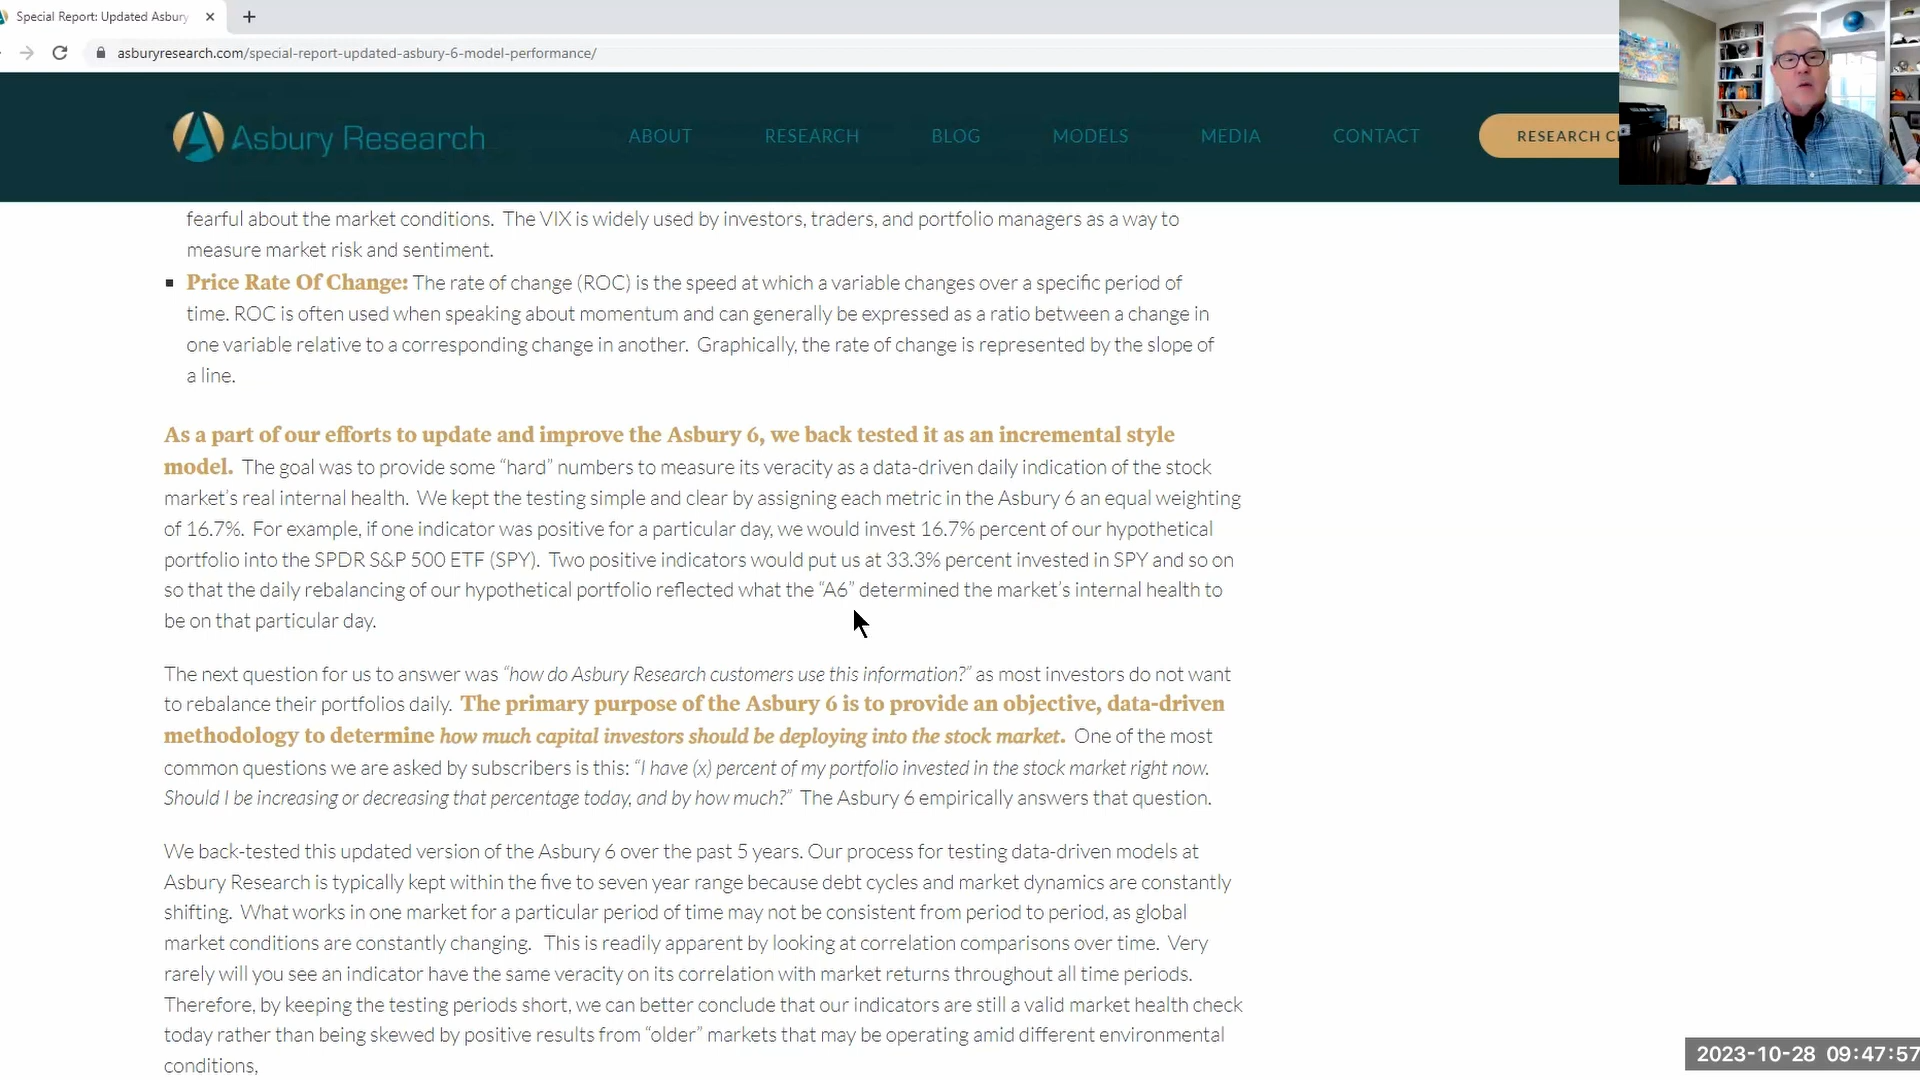 Special Report: Updated Asbury
asburyresearch.com/special-report-updated-asbury-6-model-performance/
Asbury Research
ABOUT
RESEARCH
BLOG
MODELS
MEDIA
CONTACT
RESEARCH
fearful about the market conditions. The VIX is widely used by investors, traders, and portfolio managers as a way to
measure market risk and sentiment.
Price Rate Of Change: The rate of change (ROC) is the speed at which a variable changes over a specific period of
time. ROC is often used when speaking about momentum and can generally be expressed as a ratio between a change in
one variable relative to a corresponding change in another. Graphically, the rate of change is represented by the slope of
a line.
As a part of our efforts to update and improve the Asbury 6, we back tested it as an incremental style
model. The goal was to provide some “hard” numbers to measure its veracity as a data-driven daily indication of the stock
market’s real internal health. We kept the testing simple and clear by assigning each metric in the Asbury 6 an equal weighting
of 16.7%. For example, if one indicator was positive for a particular day, we would invest 16.7% percent of our hypothetical
portfolio into the SPDR S&P 500 ETF (SPY). Two positive indicators would put us at 33.3% percent invested in SPY and so on
so that the daily rebalancing of our hypothetical portfolio reflected what the “A6” determined the market’s internal health to
be on that particular day.
The next question for us to answer was “how do Asbury Research customers use this information?” as most investors do not want
to rebalance their portfolios daily. The primary purpose of the Asbury 6 is to provide an objective, data-driven
methodology to determine how much capital investors should be deploying into the stock market. One of the most
common questions we are asked by subscribers is this: “I have (x) percent of my portfolio invested in the stock market right now.
Should I be increasing or decreasing that percentage today, and by how much?” The Asbury 6 empirically answers that question.
We back-tested this updated version of the Asbury 6 over the past 5 years. Our process for testing data-driven models at
Asbury Research is typically kept within the five to seven year range because debt cycles and market dynamics are constantly
shifting. What works in one market for a particular period of time may not be consistent from period to period, as global
market conditions are constantly changing. This is readily apparent by looking at correlation comparisons over time. Very
rarely will you see an indicator have the same veracity on its correlation with market returns throughout all time periods.
Therefore, by keeping the testing periods short, we can better conclude that our indicators are still a valid market health check
today rather than being skewed by positive results from “older” markets that may be operating amid different environmental
conditions,
2023-10-28 09:47:57